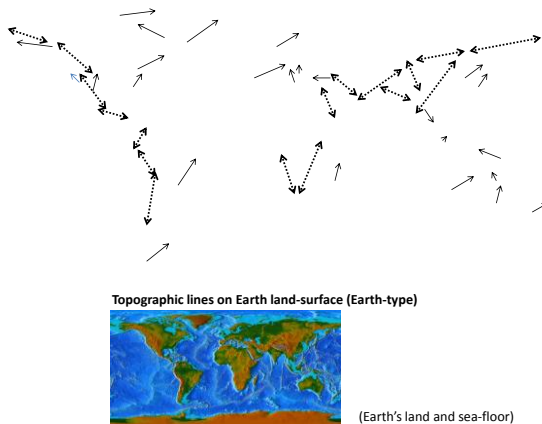 Topographic lines on Earth land-surface (Earth-type)
(Earth's land and sea-floor)